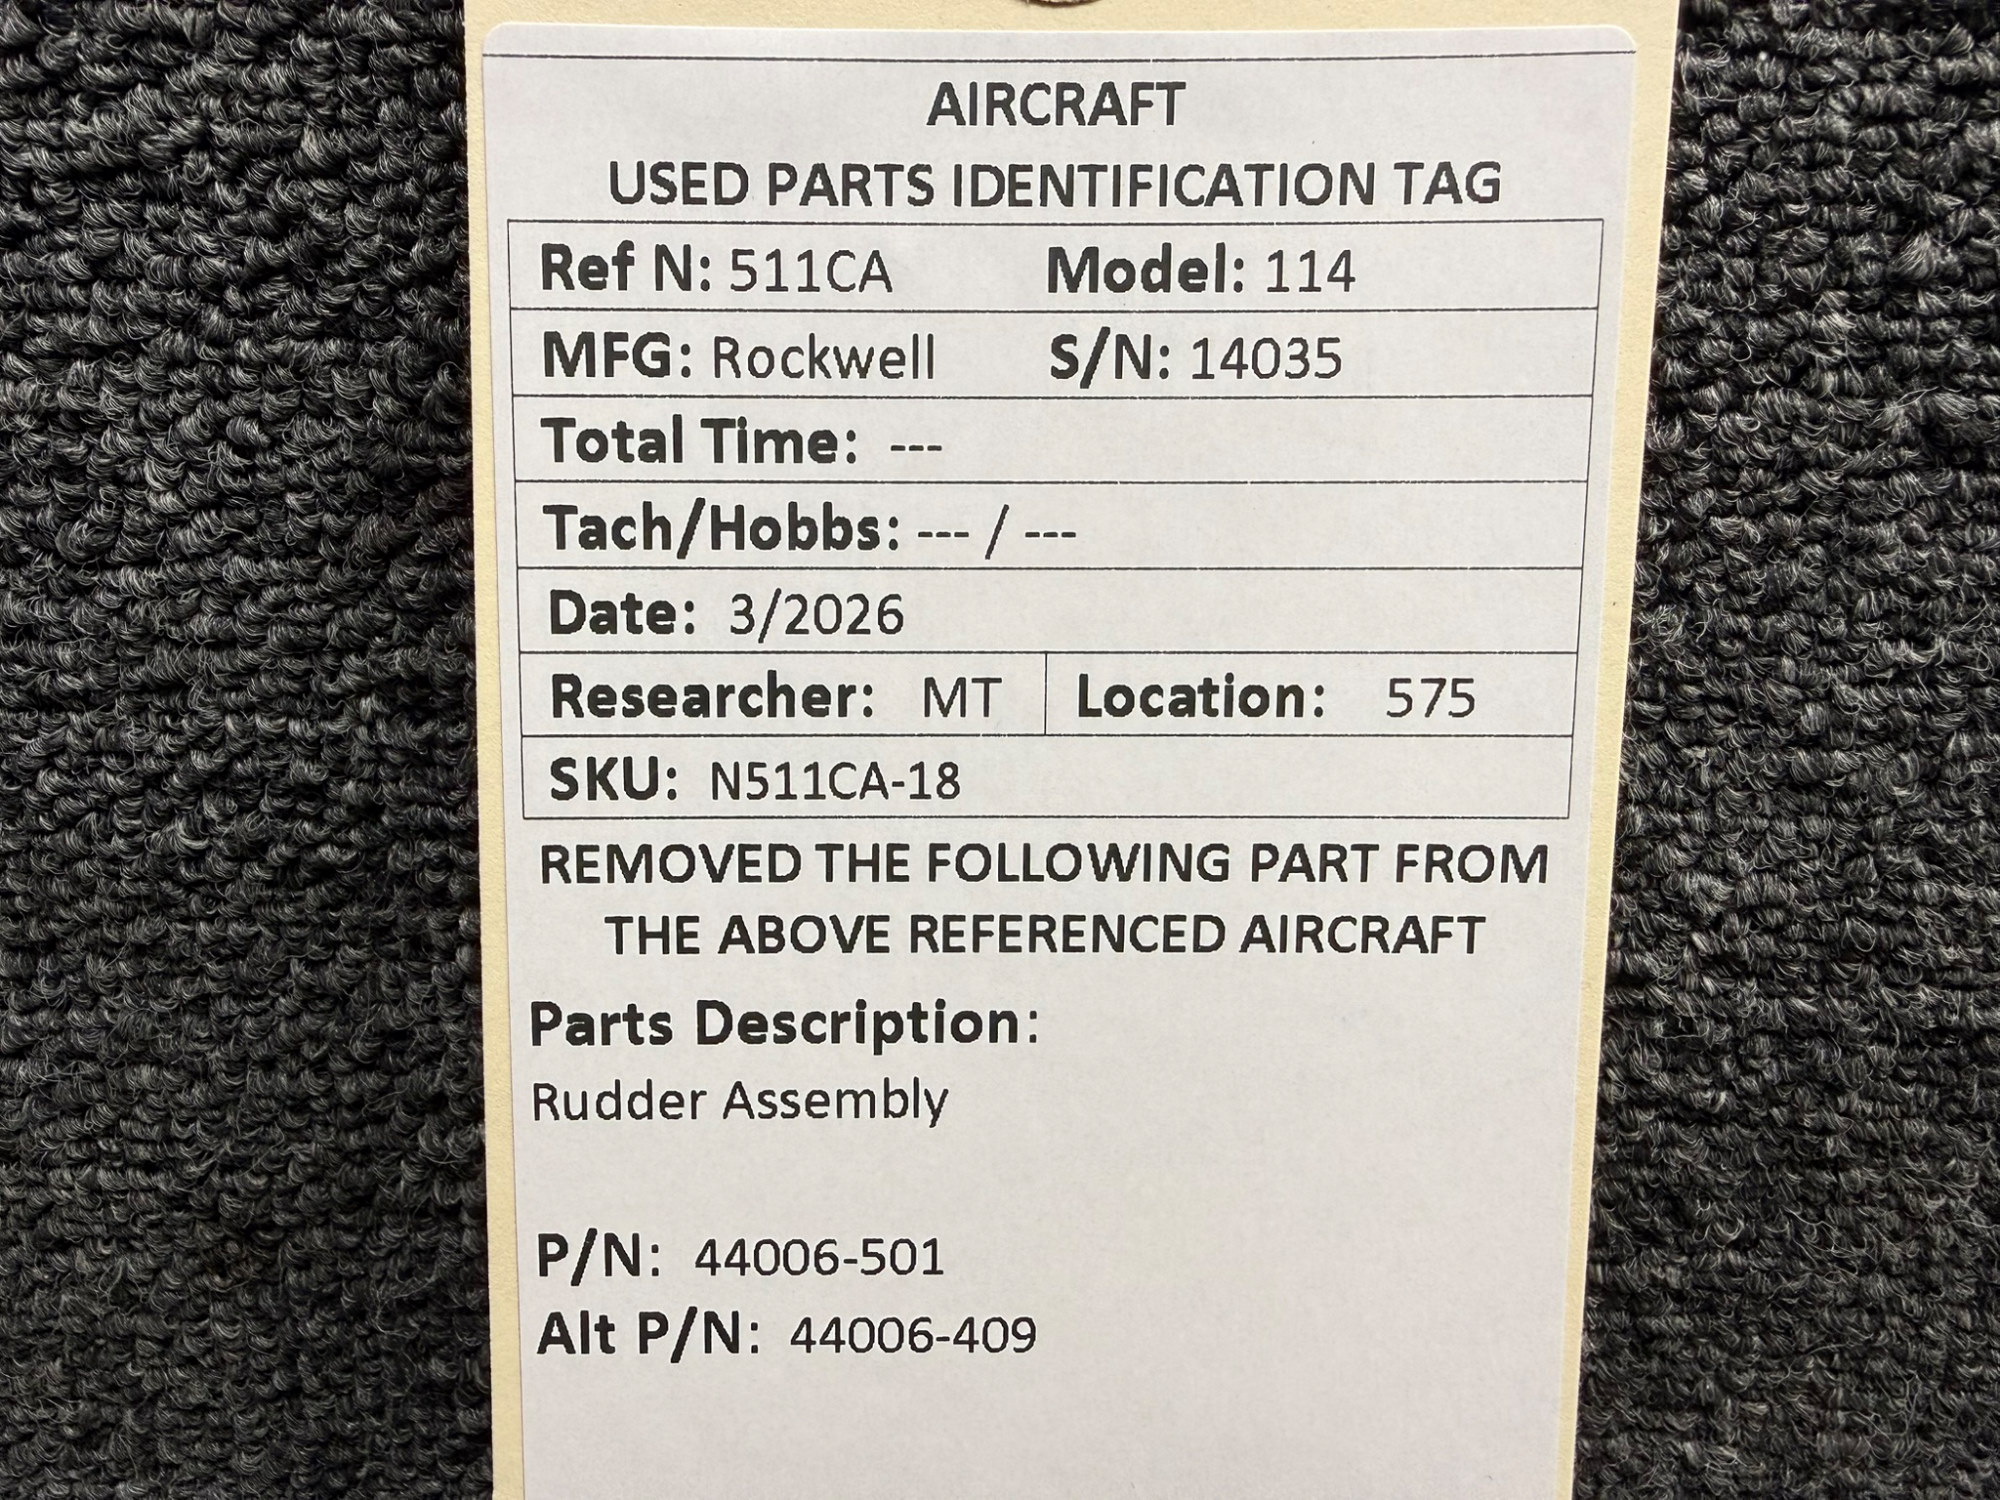 AIRCRAFT
USED PARTS IDENTIFICATION TAG
Ref N: 511CA Model: 114
MFG: Rockwell S/N: 14035
Total Time: ---
Tach/Hobbs: --- / ---
Date: 3/2026
Researcher: MT Location: 575
SKU: N511CA-18
REMOVED THE FOLLOWING PART FROM
THE ABOVE REFERENCED AIRCRAFT
Parts Description:
Rudder Assembly
P/N: 44006-501
Alt P/N: 44006-409